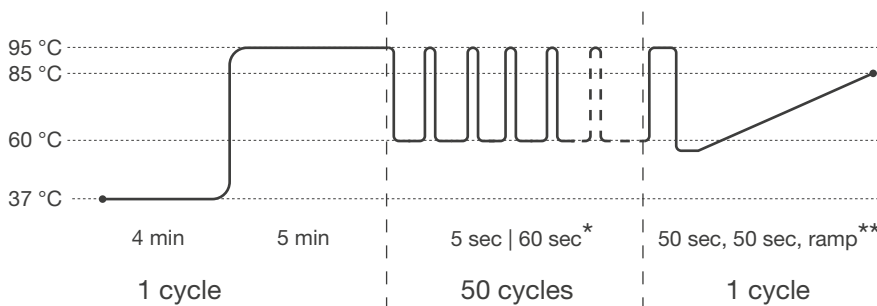 95 °C
85 °C
60 °C
37 °C
4 min
5 min
5 sec | 60 sec*
50 sec, 50 sec, ramp**
1 cycle
50 cycles
1 cycle